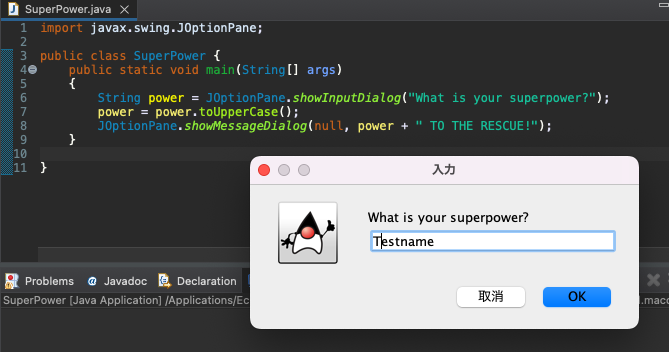 SuperPower.java
1 import javax.swing.JOptionPane;
2
3 public class SuperPower {
4 public static void main(String[] args)
5 {
6 String power = JOptionPane.showInputDialog("What is your superpower?");
7 power = power.toUpperCase();
8 JOptionPane.showMessageDialog(null, power + " TO THE RESCUE!");
9 }
10
11 }
入力
What is your superpower?
Testname
取消 OK
Problems @ Javadoc Declaration
SuperPower [Java Application] /Applications/Ec